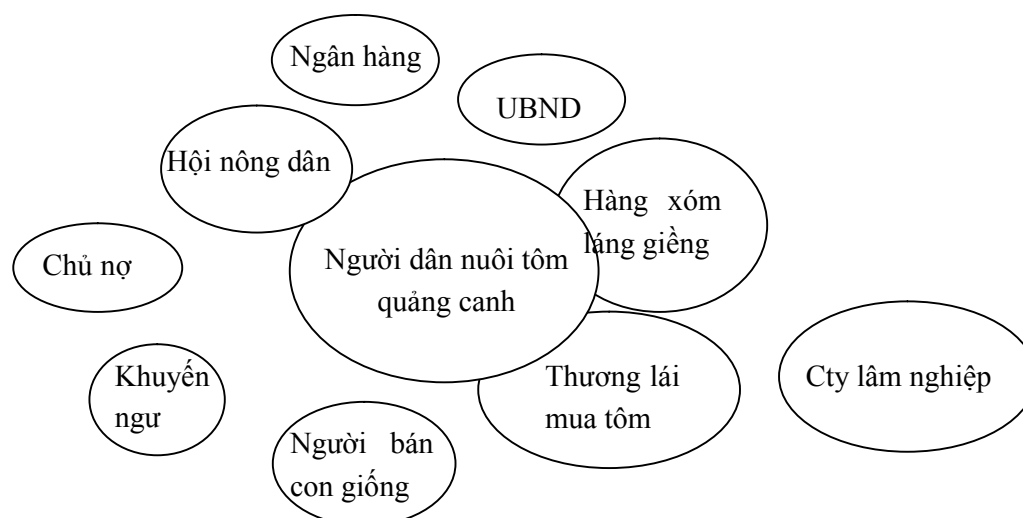 Ngân hàng
UBND
Hội nông dân
Hàng xóm
láng giềng
Chủ nợ
Người dân nuôi tôm
quảng canh
Khuyến
ngư
Thương lái
mua tôm
Cty lâm nghiệp
Người bán
con giống